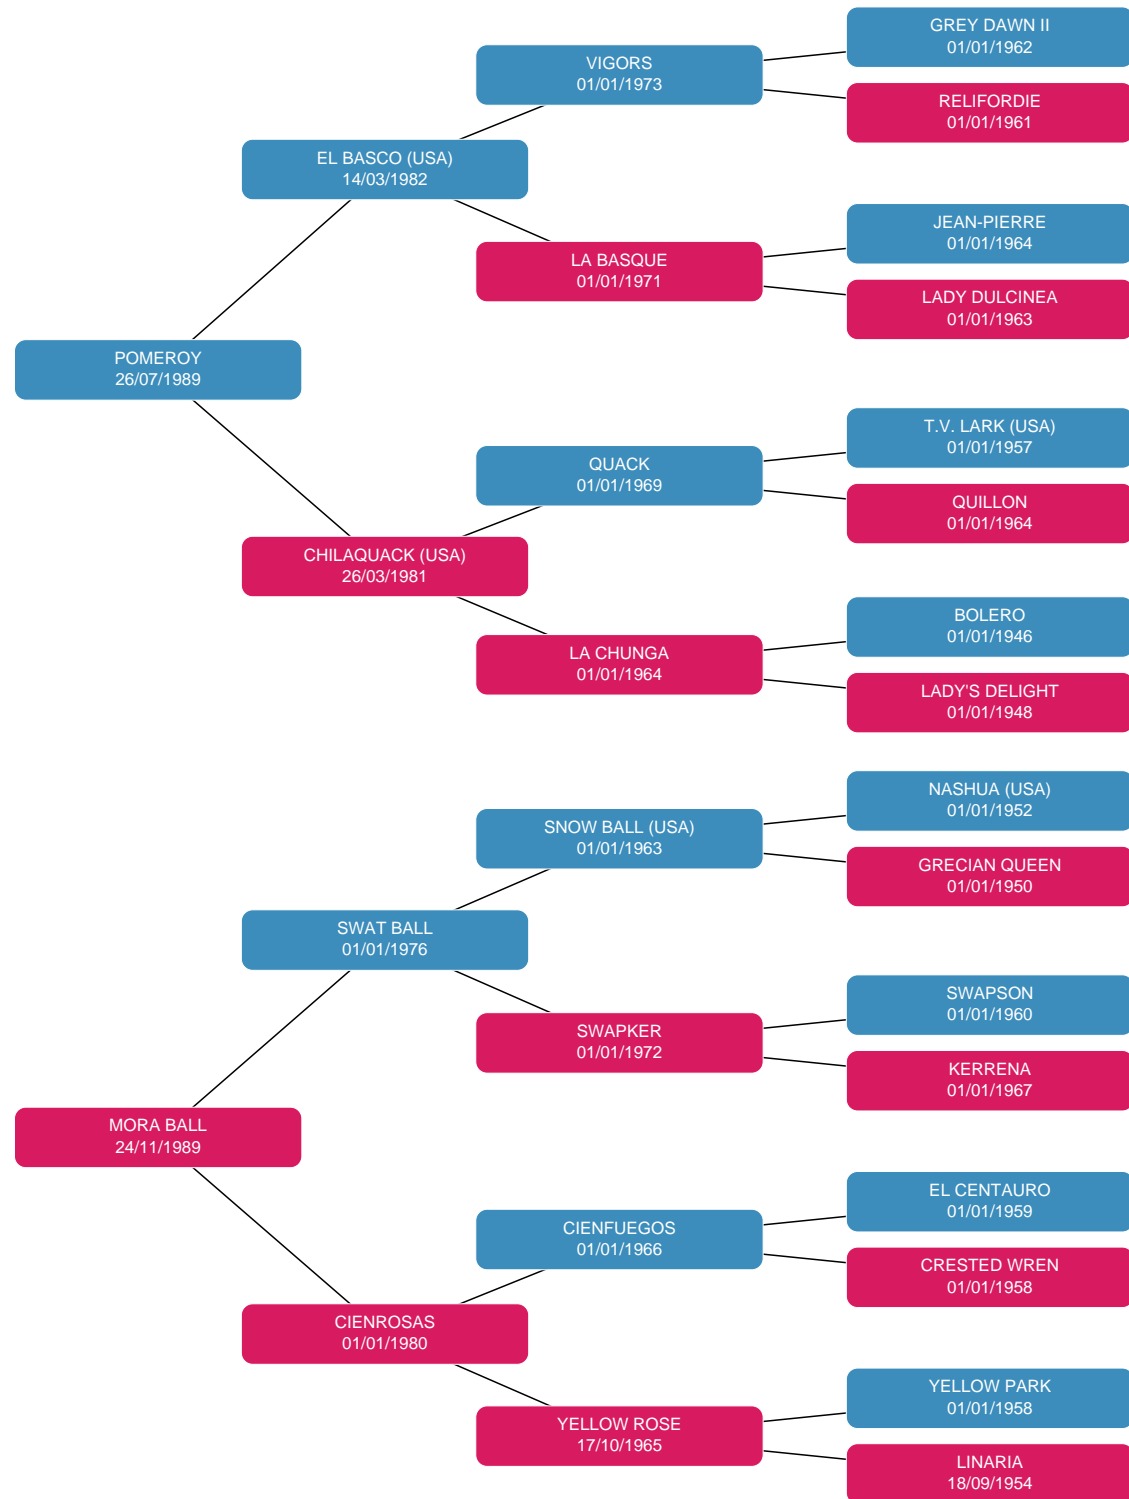 GREY DAWN II
01/01/1962
VIGORS
01/01/1973
RELIFORDIE
01/01/1961
EL BASCO (USA)
14/03/1982
JEAN-PIERRE
01/01/1964
LA BASQUE
01/01/1971
LADY DULCINEA
01/01/1963
POMEROY
26/07/1989
T.V. LARK (USA)
01/01/1957
QUACK
01/01/1969
QUILLON
01/01/1964
CHILAQUACK (USA)
26/03/1981
BOLERO
01/01/1946
LA CHUNGA
01/01/1964
LADY'S DELIGHT
01/01/1948
NASHUA (USA)
01/01/1952
SNOW BALL (USA)
01/01/1963
GRECIAN QUEEN
01/01/1950
SWAT BALL
01/01/1976
SWAPSON
01/01/1960
SWAPKER
01/01/1972
KERRENA
01/01/1967
MORA BALL
24/11/1989
EL CENTAURO
01/01/1959
CIENFUEGOS
01/01/1966
CRESTED WREN
01/01/1958
CIENROSAS
01/01/1980
YELLOW PARK
01/01/1958
YELLOW ROSE
17/10/1965
LINARIA
18/09/1954